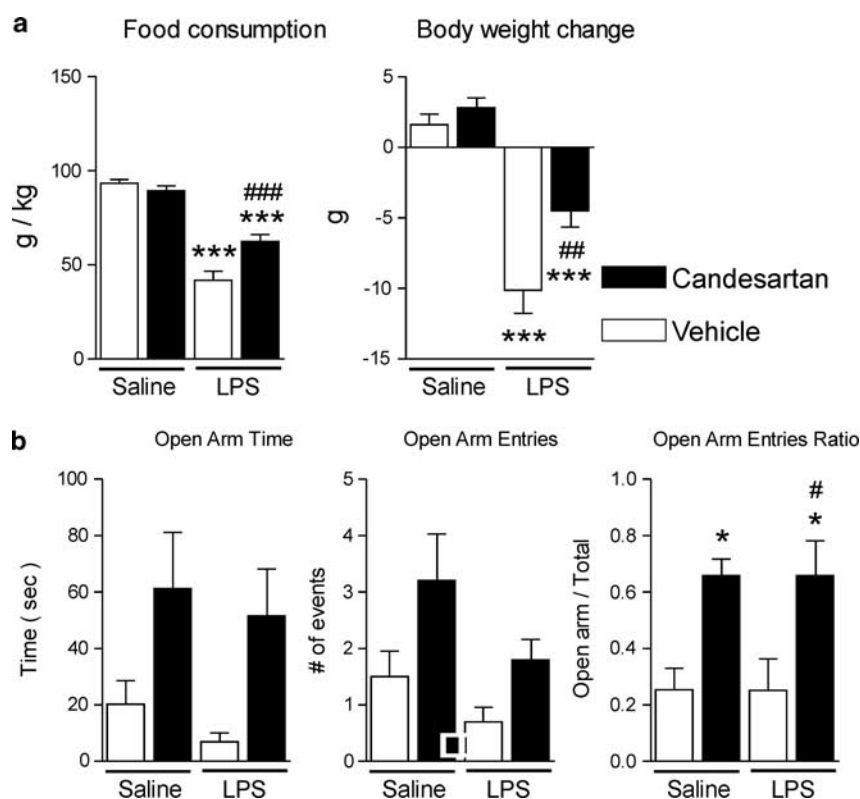 a
Food consumption
Body weight change
150
100
50
0
g / kg
***
###
***
Saline
LPS
5
0
-5
-10
-15
g
***
##
***
Saline
LPS
Candesartan
Vehicle
b
Open Arm Time
Open Arm Entries
Open Arm Entries Ratio
100
80
60
40
20
0
Time ( sec )
Saline
LPS
5
4
3
2
1
0
# of events
Saline
LPS
1.0
0.8
0.6
0.4
0.2
0.0
Open arm / Total
*
#
*
Saline
LPS